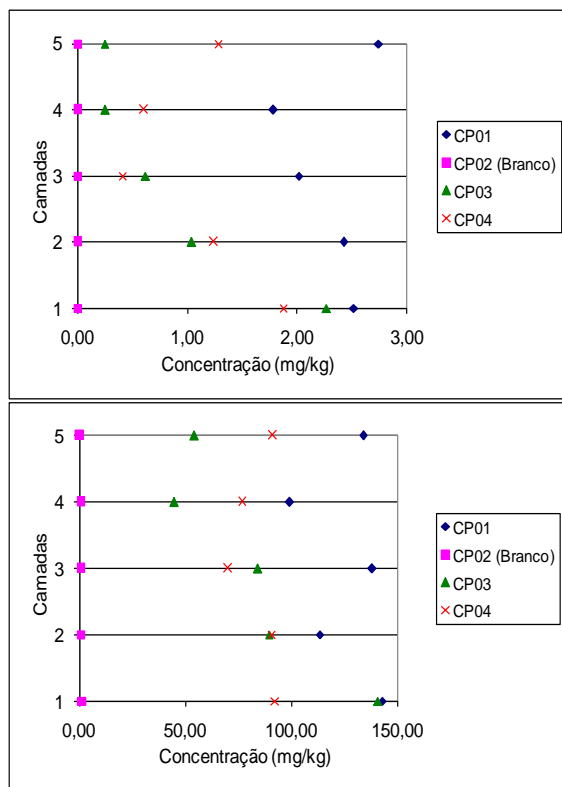 5
4
3
2
1
Camadas
0,00 1,00 2,00 3,00
Concentração (mg/kg)
CP01
CP02 (Branco)
CP03
CP04
5
4
3
2
1
Camadas
0,00 50,00 100,00 150,00
Concentração (mg/kg)
CP01
CP02 (Branco)
CP03
CP04